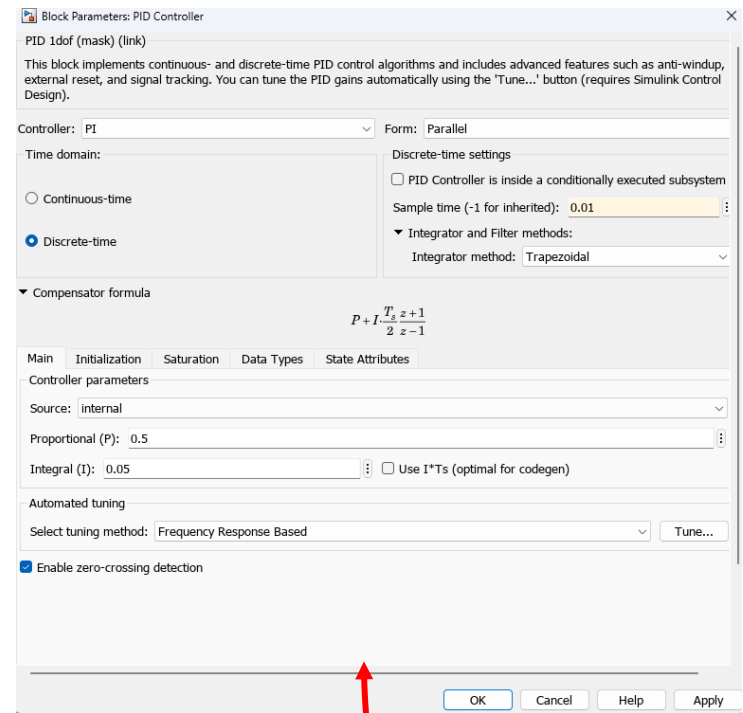 Block Parameters: PID Controller
PID 1dof (mask) (link)
This block implements continuous- and discrete-time PID control algorithms and includes advanced features such as anti-windup,
external reset, and signal tracking. You can tune the PID gains automatically using the 'Tune...' button (requires Simulink Control
Design).
Controller: PI
Form: Parallel
Time domain:
Continuous-time
Discrete-time
Discrete-time settings
PID Controller is inside a conditionally executed subsystem
Sample time (-1 for inherited): 0.01
Integrator and Filter methods:
Integrator method: Trapezoidal
Compensator formula
P + I · T_s/2 z+1/z−1
Main Initialization Saturation Data Types State Attributes
Controller parameters
Source: internal
Proportional (P): 0.5
Integral (I): 0.05
Use I*Ts (optimal for codegen)
Automated tuning
Select tuning method: Frequency Response Based
Tune...
Enable zero-crossing detection
OK Cancel Help Apply